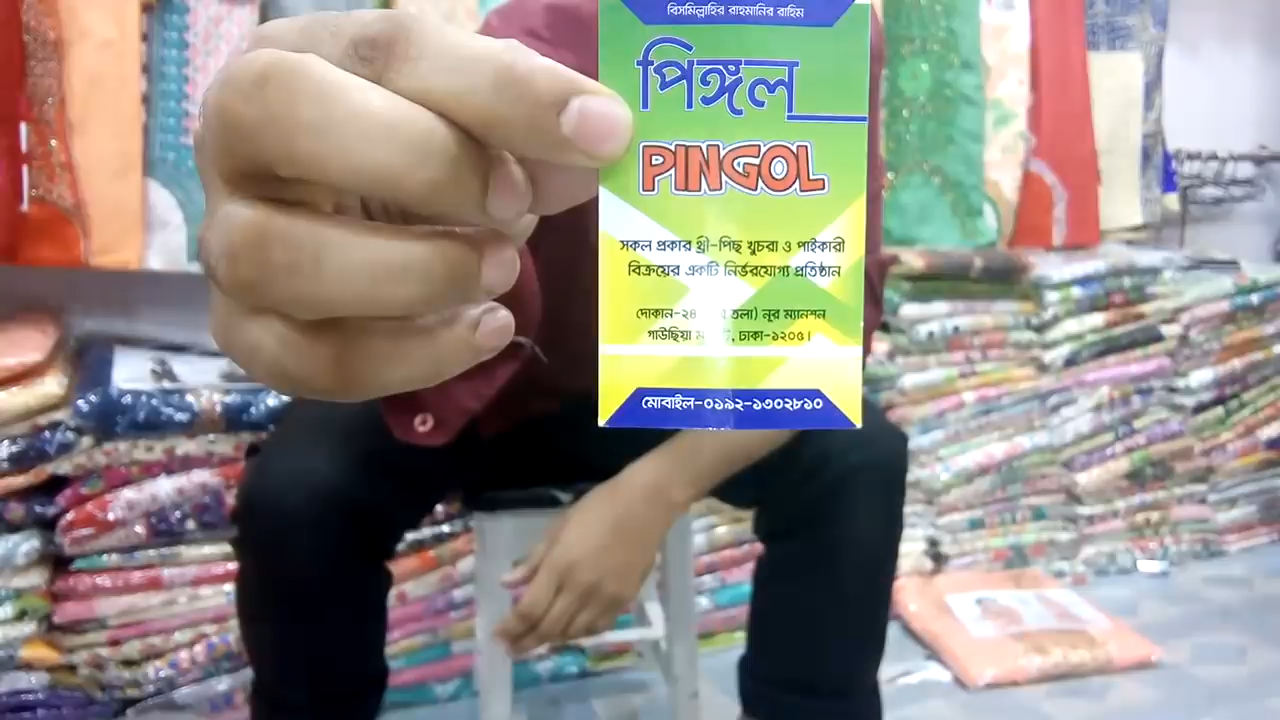 বিসমিল্লাহির রাহমানির রাহিম
পিঙ্গল
PINGOL
সকল প্রকার থ্রী-পিছ খুচরা ও পাইকারী
বিক্রয়ের একটি নির্ভরযোগ্য প্রতিষ্ঠান
দোকান-২৪ তলা) নূর ম্যানশন
গাউছিয়া ঢাকা-১২০৫।
মোবাইল-০১৯২-১৩০২৮১০